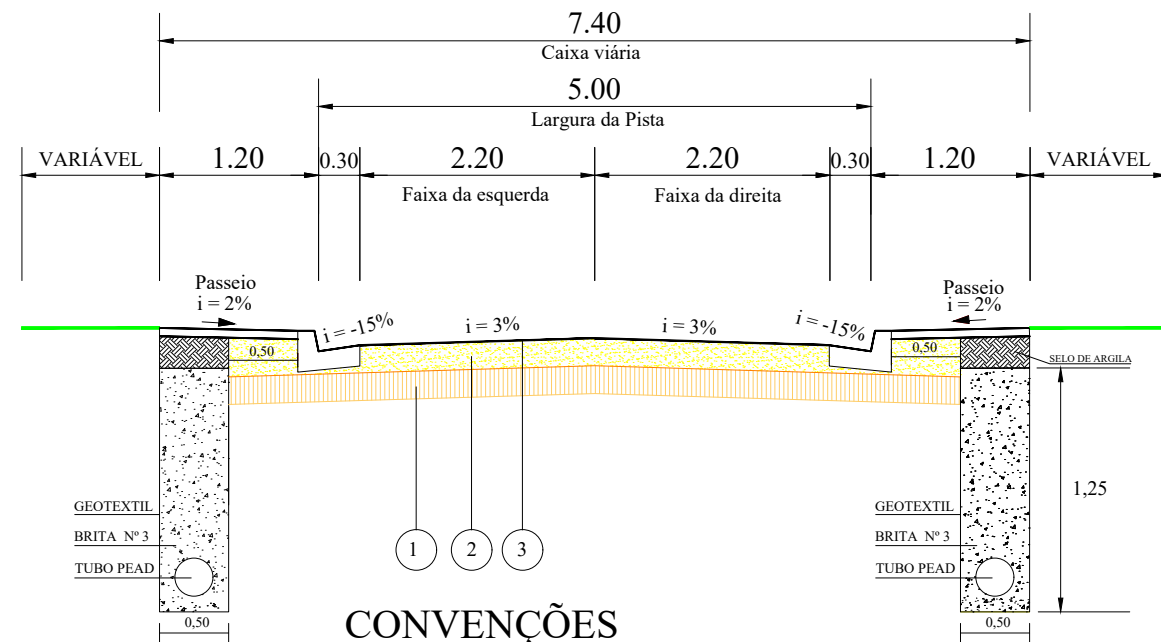 7.40
Caixa viária
5.00
Largura da Pista
VARIÁVEL 1.20 0.30 2.20 2.20 0.30 1.20 VARIÁVEL
Faixa da esquerda Faixa da direita
Passeio Passeio
i = 2% i = 2%
i = -15% i = 3% i = 3% i = -15%
0,50 0,50
SELO DE ARGILA
1,25
GEOTEXTIL GEOTEXTIL
BRITA Nº 3 BRITA Nº 3
1 2 3
TUBO PEAD TUBO PEAD
CONVENÇÕES
0,50 0,50